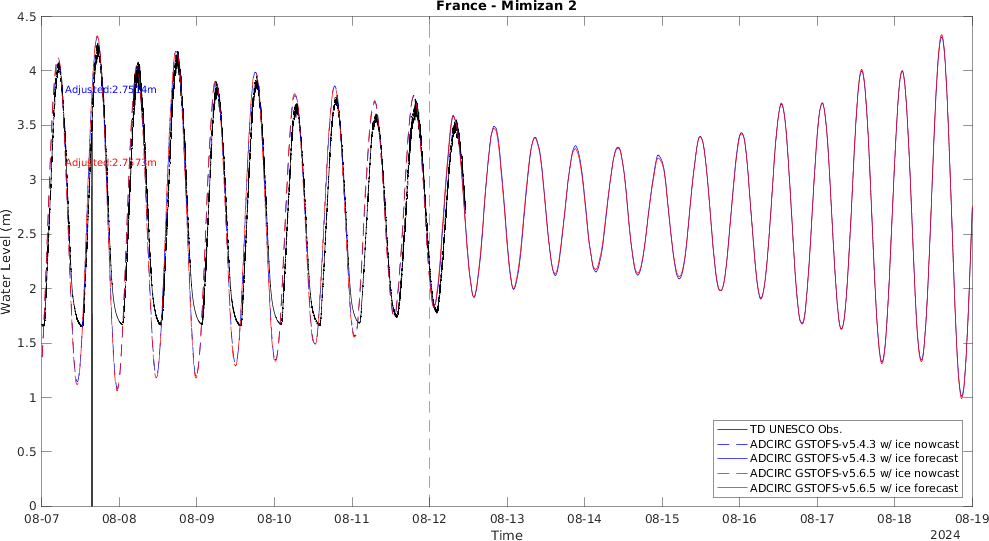 France - Mimizan 2
Water Level (m)
4.5
4
3.5
3
2.5
2
1.5
1
0.5
0
Adjusted:2.7573m
TD UNESCO Obs.
ADCIRC GSTOFS-v5.4.3 w/ ice nowcast
ADCIRC GSTOFS-v5.4.3 w/ ice forecast
ADCIRC GSTOFS-v5.6.5 w/ ice nowcast
ADCIRC GSTOFS-v5.6.5 w/ ice forecast
08-07 08-08 08-09 08-10 08-11 08-12 08-13 08-14 08-15 08-16 08-17 08-18 08-19
Time
2024